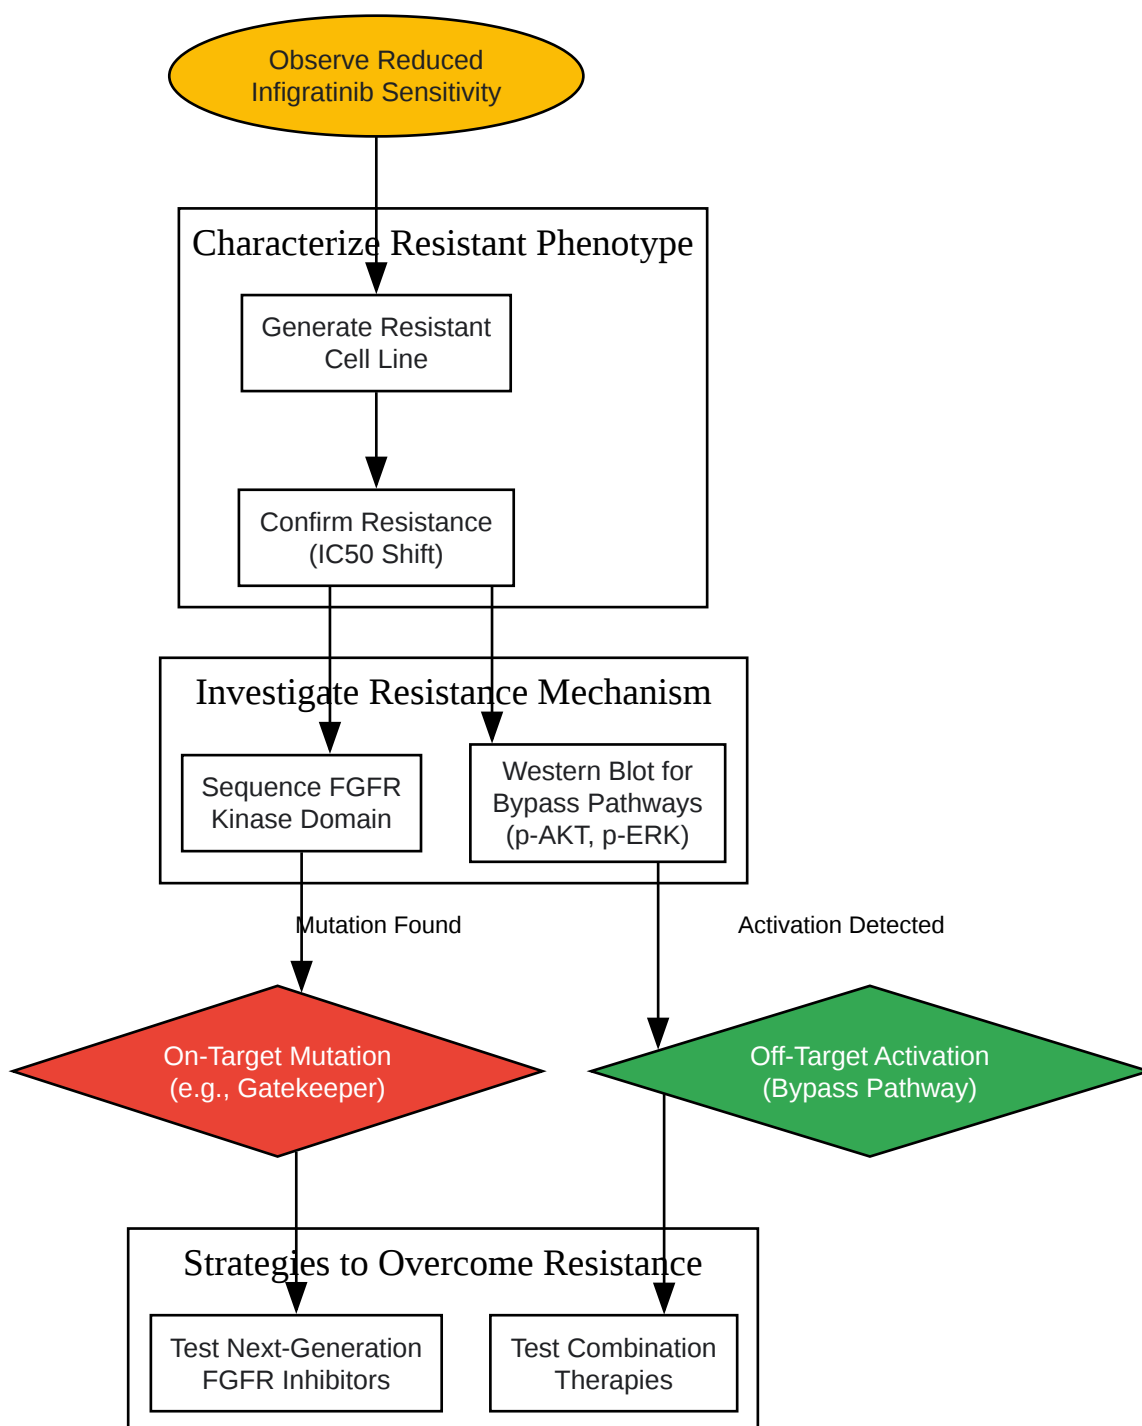 Observe Reduced
Infigratinib Sensitivity
Characterize Resistant Phenotype
Generate Resistant
Cell Line
Confirm Resistance
(IC50 Shift)
Investigate Resistance Mechanism
Sequence FGFR
Kinase Domain
Western Blot for
Bypass Pathways
(p-AKT, p-ERK)
Mutation Found
Activation Detected
On-Target Mutation
(e.g., Gatekeeper)
Off-Target Activation
(Bypass Pathway)
Strategies to Overcome Resistance
Test Next-Generation
FGFR Inhibitors
Test Combination
Therapies